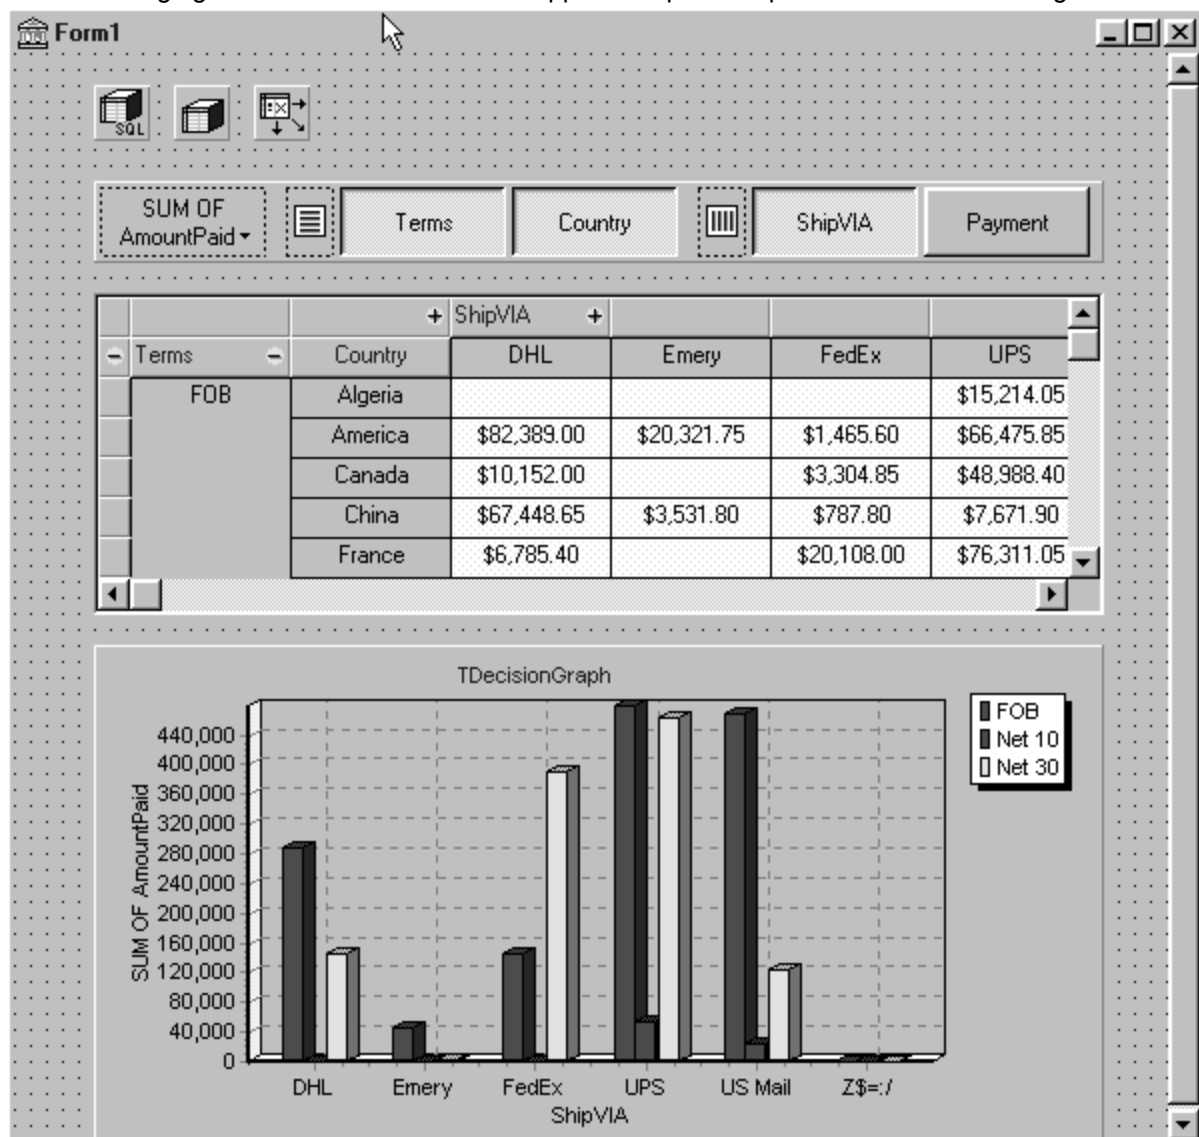 Form1
SQL
SUM OF
AmountPaid
Terms
Country
ShipVIA
Payment
+ ShipVIA +
- Terms - Country DHL Emery FedEx UPS
FOB Algeria $15,214.05
America $82,389.00 $20,321.75 $1,465.60 $66,475.85
Canada $10,152.00 $3,304.85 $48,988.40
China $67,448.65 $3,531.80 $787.80 $7,671.90
France $6,785.40 $20,108.00 $76,311.05
TDecisionGraph
FOB
Net 10
Net 30
SUM OF AmountPaid
440,000
400,000
360,000
320,000
280,000
240,000
200,000
160,000
120,000
80,000
40,000
0
DHL Emery FedEx UPS US Mail Z$=:/
ShipVIA